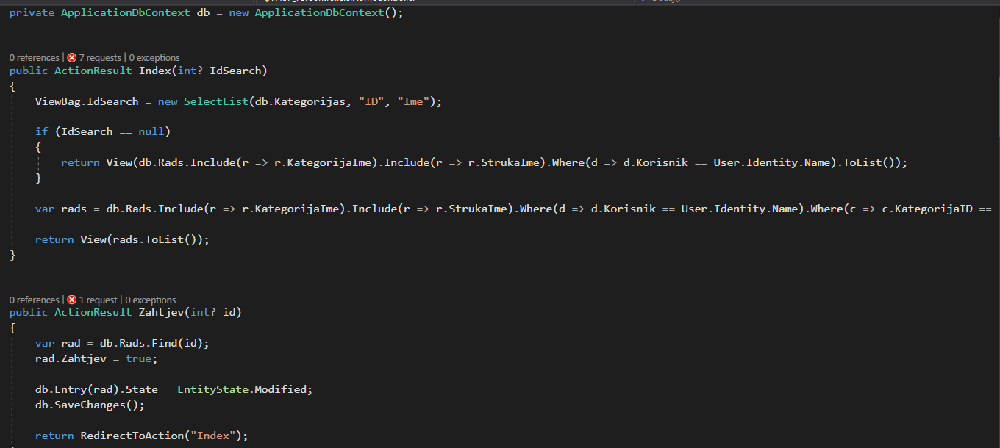 private ApplicationDbContext db = new ApplicationDbContext();
0 references | 7 requests | 0 exceptions
public ActionResult Index(int? IdSearch)
{
ViewBag.IdSearch = new SelectList(db.Kategorijas, "ID", "Ime");
if (IdSearch == null)
{
return View(db.Rads.Include(r => r.KategorijaIme).Include(r => r.StrukaIme).Where(d => d.Korisnik == User.Identity.Name).ToList());
}
var rads = db.Rads.Include(r => r.KategorijaIme).Include(r => r.StrukaIme).Where(d => d.Korisnik == User.Identity.Name).Where(c => c.KategorijaID ==
return View(rads.ToList());
}
0 references | 1 request | 0 exceptions
public ActionResult Zahtjev(int? id)
{
var rad = db.Rads.Find(id);
rad.Zahtjev = true;
db.Entry(rad).State = EntityState.Modified;
db.SaveChanges();
return RedirectToAction("Index");